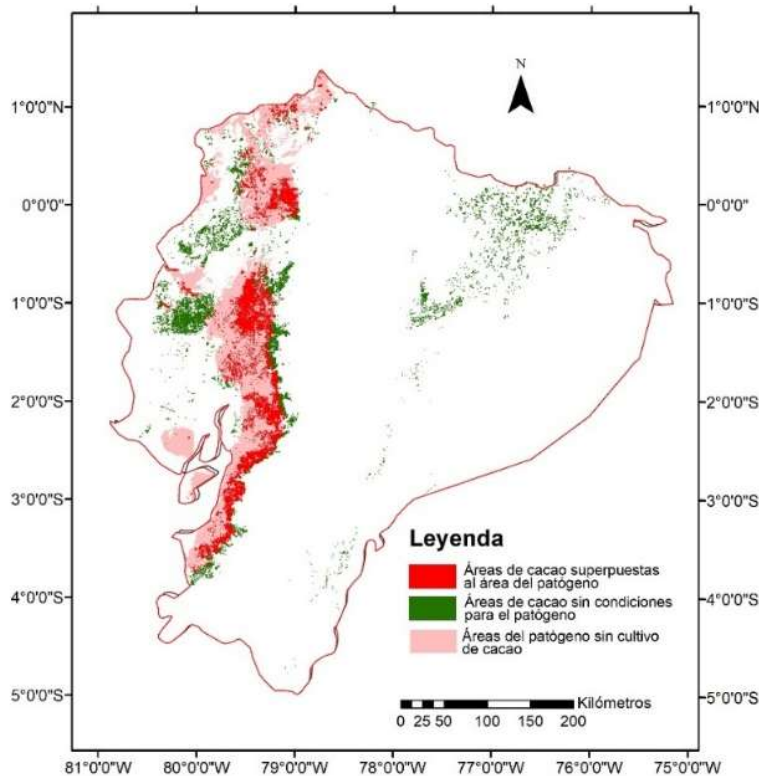 N
1°0'0"N
1°0'0"N
0°0'0"
0°0'0"
1°0'0"S
1°0'0"S
2°0'0"S
2°0'0"S
3°0'0"S
3°0'0"S
4°0'0"S
4°0'0"S
5°0'0"S
5°0'0"S
Leyenda
Áreas de cacao superpuestas
al área del patógeno
Áreas de cacao sin condiciones
para el patógeno
Áreas del patógeno sin cultivo
de cacao
Kilómetros
0 25 50 100 150 200
81°0'0"W 80°0'0"W 79°0'0"W 78°0'0"W 77°0'0"W 76°0'0"W 75°0'0"W